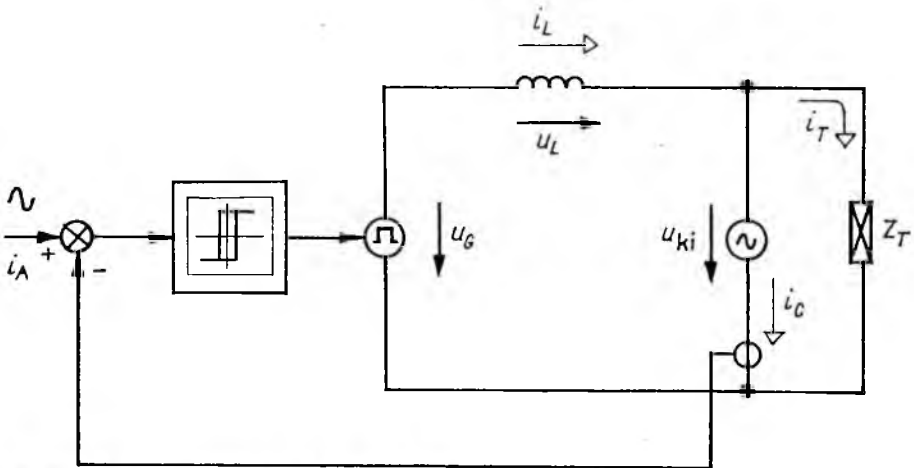 i_L
i_T
u_L
i_A
+
-
u_G
u_ki
Z_T
i_C